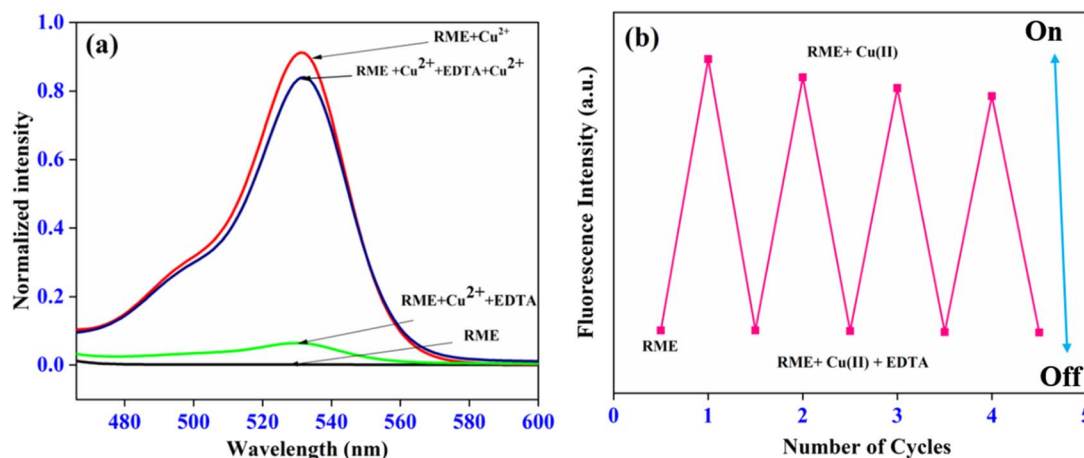 (a)
RME+Cu²⁺
RME +Cu²⁺+EDTA+Cu²⁺
RME+Cu²⁺+EDTA
RME
Normalized intensity
1.0
0.8
0.6
0.4
0.2
0.0
480 500 520 540 560 580 600
Wavelength (nm)
(b)
RME+ Cu(II)
On
Fluorescence Intensity (a.u.)
RME
RME+ Cu(II) + EDTA
Off
0 1 2 3 4 5
Number of Cycles